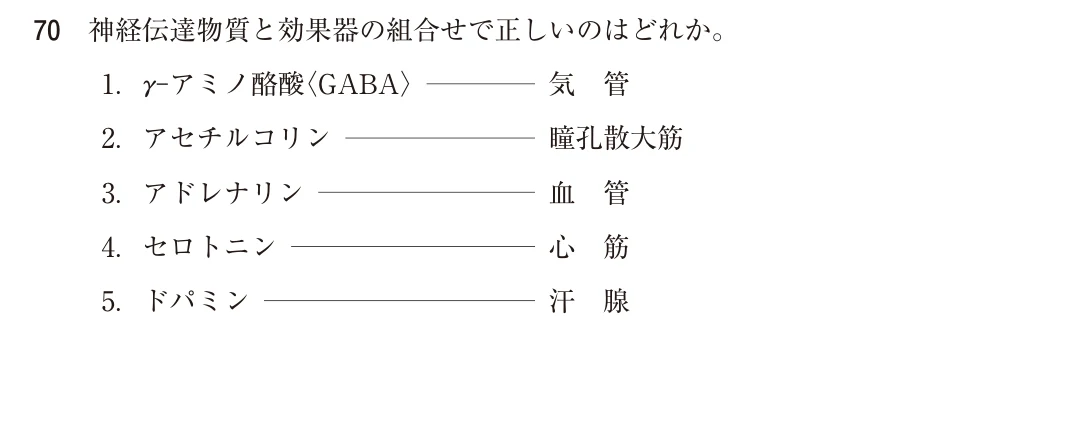 70 神経伝達物質と効果器の組合せで正しいのはどれか。
1. γ-アミノ酪酸〈GABA〉 ──── 気 管
2. アセチルコリン ─────── 瞳孔散大筋
3. アドレナリン ──────── 血 管
4. セロトニン ───────── 心 筋
5. ドパミン ────────── 汗 腺